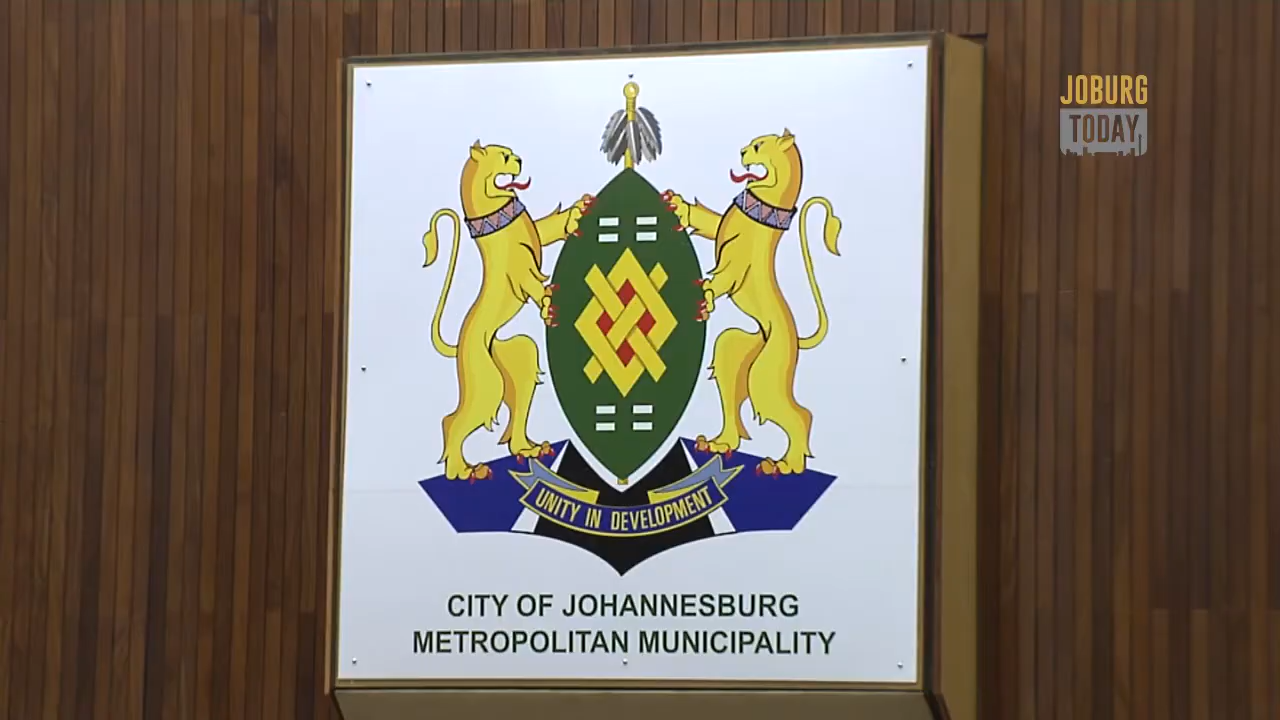 JOBURG
TODAY
UNITY IN DEVELOPMENT
CITY OF JOHANNESBURG
METROPOLITAN MUNICIPALITY